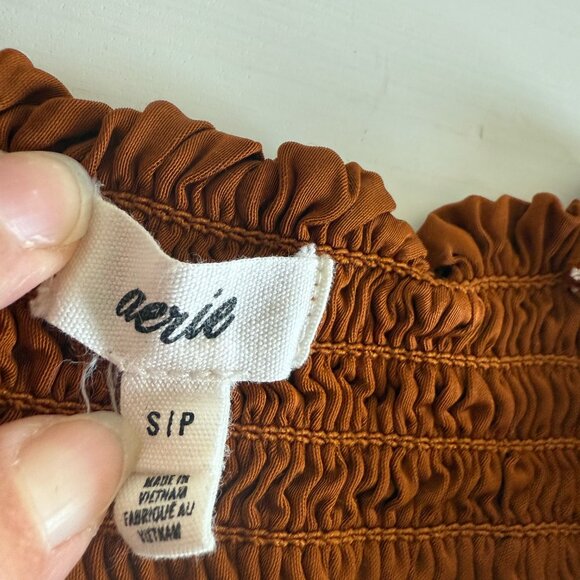 aerie
S/P
MADE IN
VIETNAM
FABRIQUÉ AU
VIETNAM